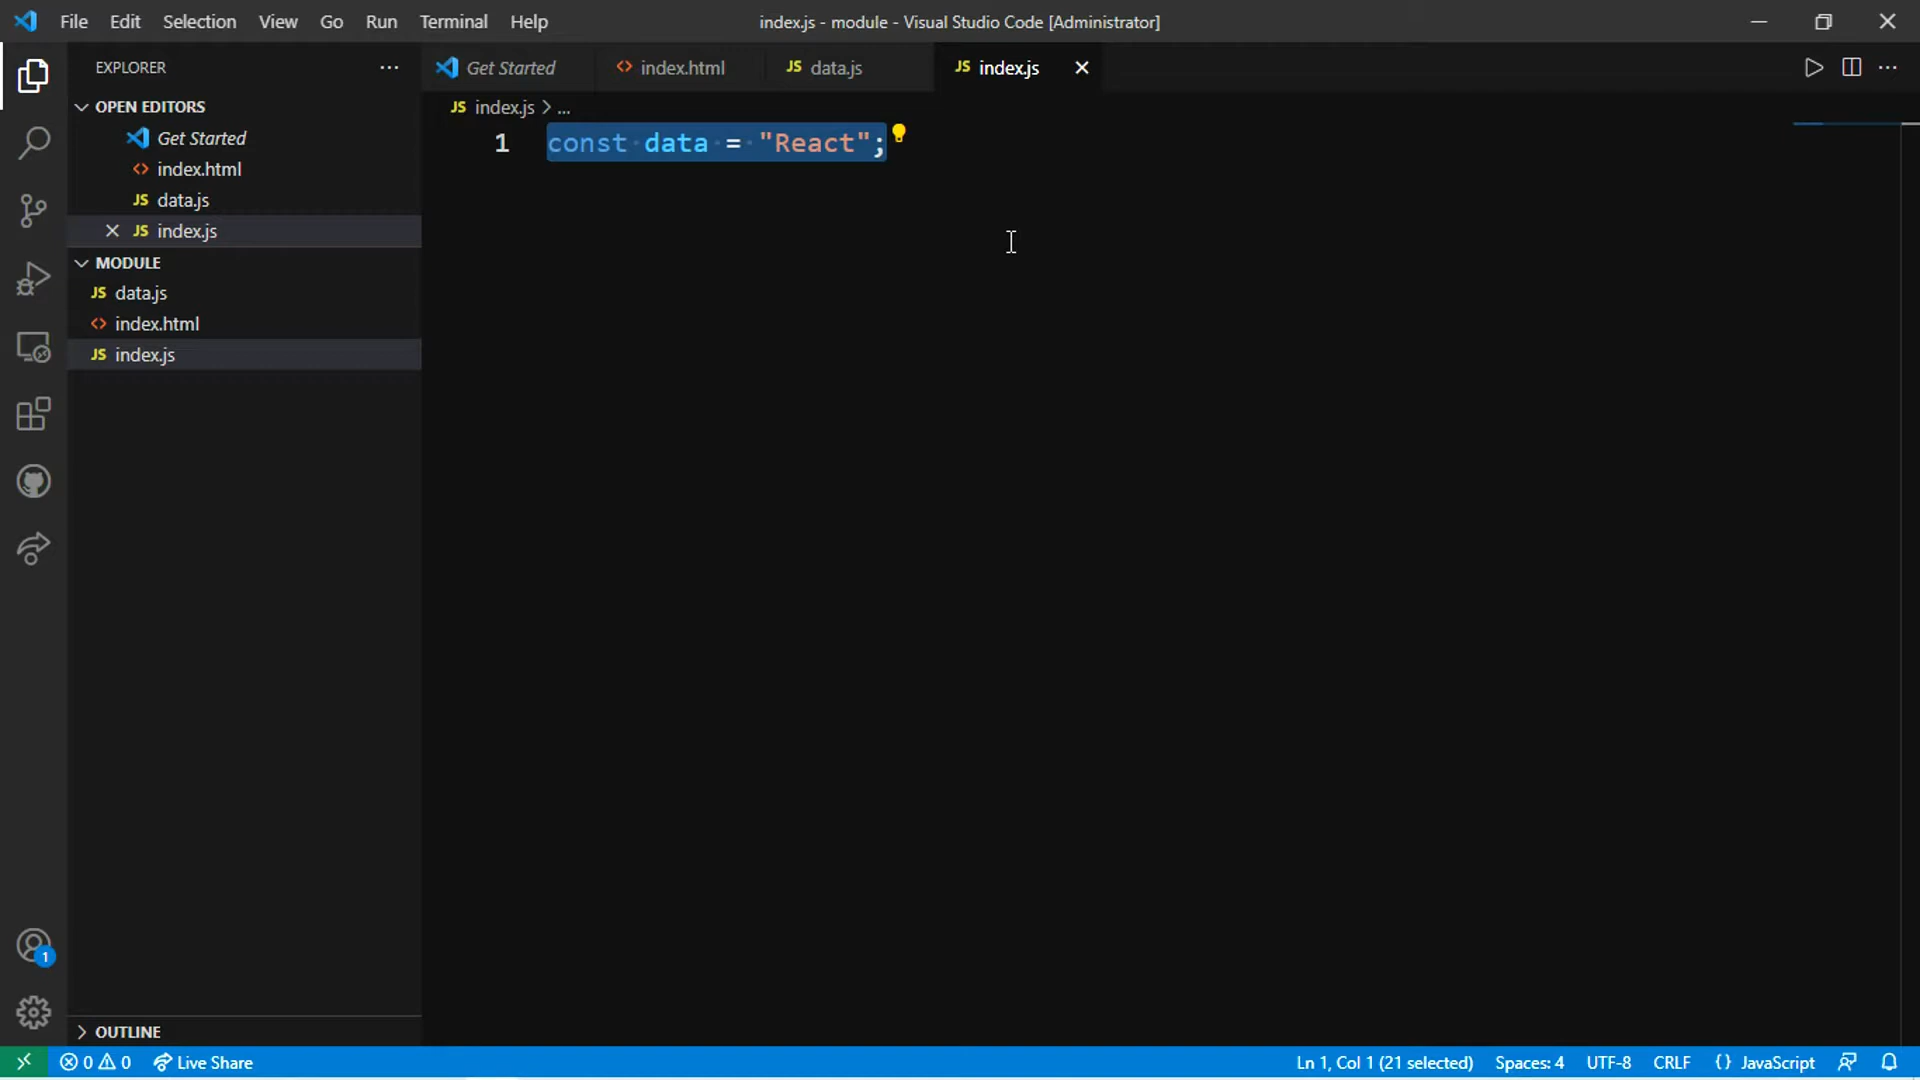 File Edit Selection View Go Run Terminal Help
index.js - module - Visual Studio Code [Administrator]
EXPLORER
OPEN EDITORS
Get Started
index.html
data.js
index.js
MODULE
data.js
index.html
index.js
OUTLINE
Get Started index.html data.js index.js
index.js > ...
1 const data = "React";
1
0 0 Live Share
Ln 1, Col 1 (21 selected) Spaces: 4 UTF-8 CRLF {} JavaScript